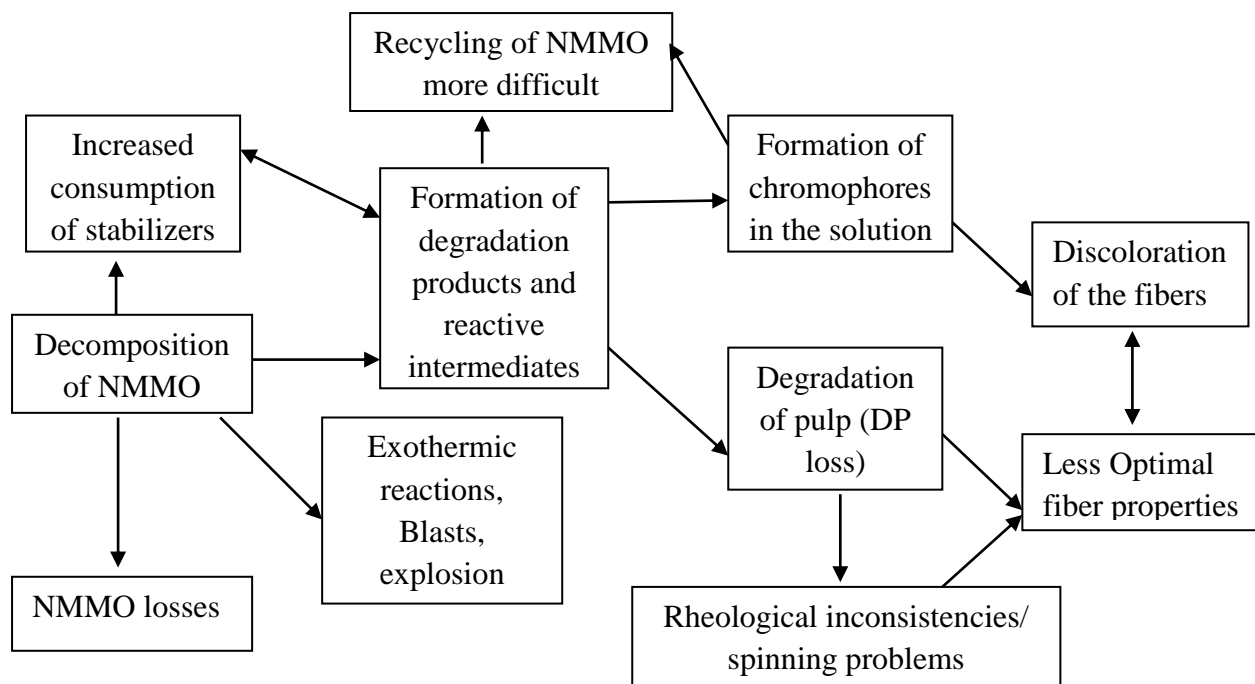 Recycling of NMMO
more difficult
Increased
consumption
of stabilizers
Formation of
degradation
products and
reactive
intermediates
Formation of
chromophores
in the solution
Discoloration
of the fibers
Decomposition
of NMMO
Exothermic
reactions,
Blasts,
explosion
Degradation
of pulp (DP
loss)
Less Optimal
fiber properties
NMMO losses
Rheological inconsistencies/
spinning problems